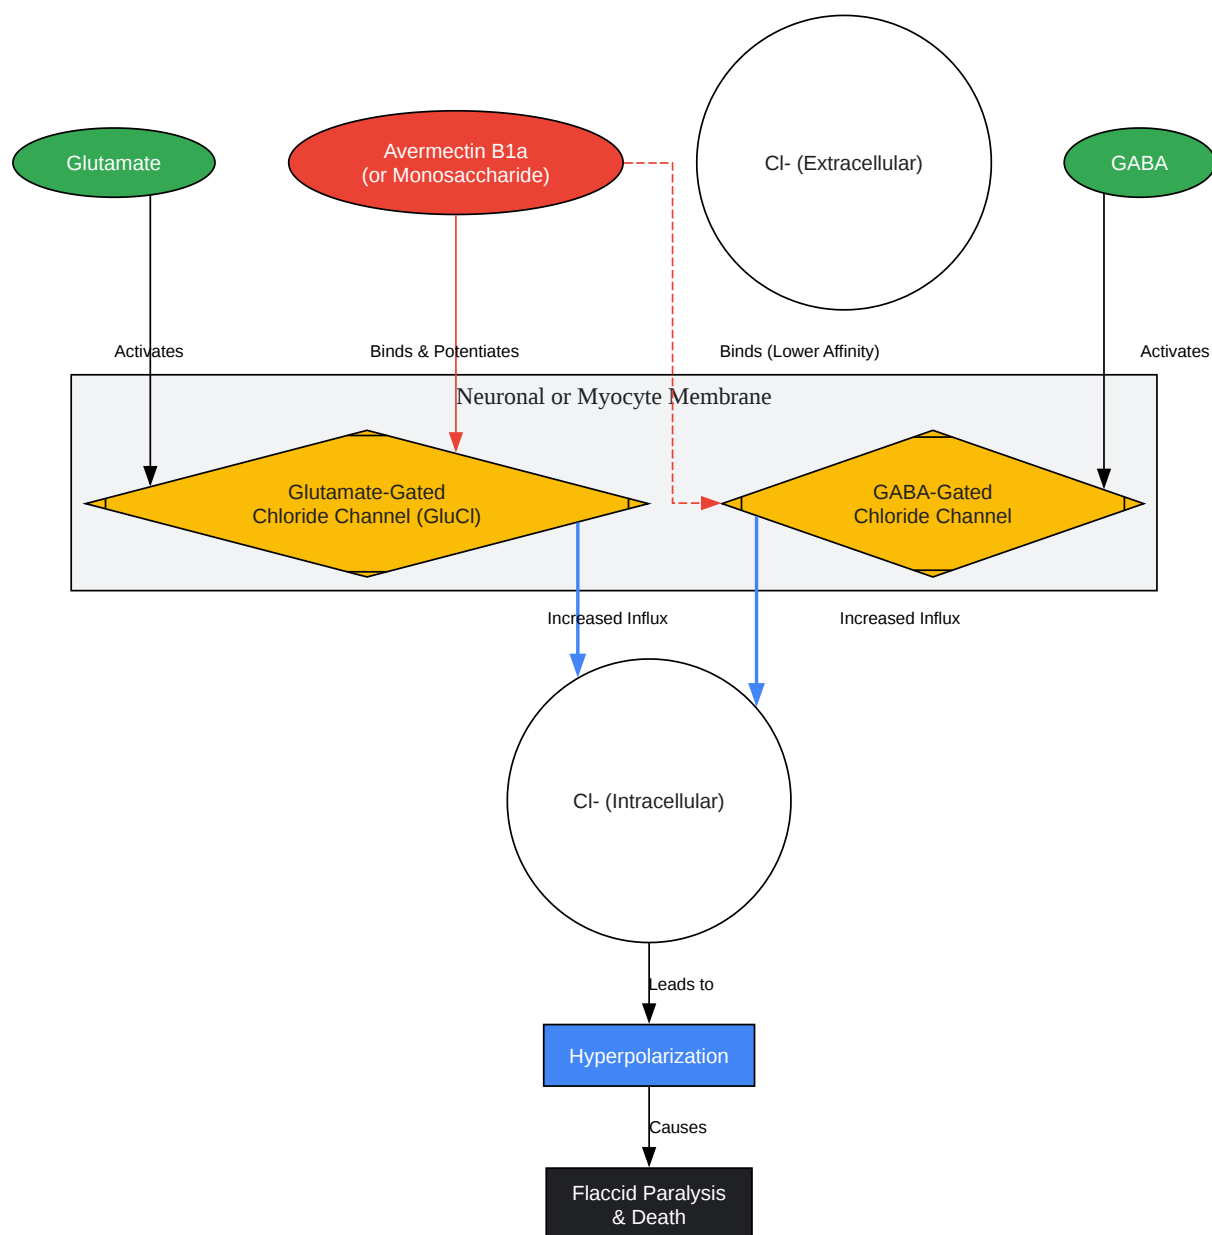 Glutamate
Avermectin B1a
(or Monosaccharide)
Cl- (Extracellular)
GABA
Activates
Binds & Potentiates
Binds (Lower Affinity)
Activates
Neuronal or Myocyte Membrane
Glutamate-Gated
Chloride Channel (GluCl)
GABA-Gated
Chloride Channel
Increased Influx
Increased Influx
Cl- (Intracellular)
Leads to
Hyperpolarization
Causes
Flaccid Paralysis
& Death